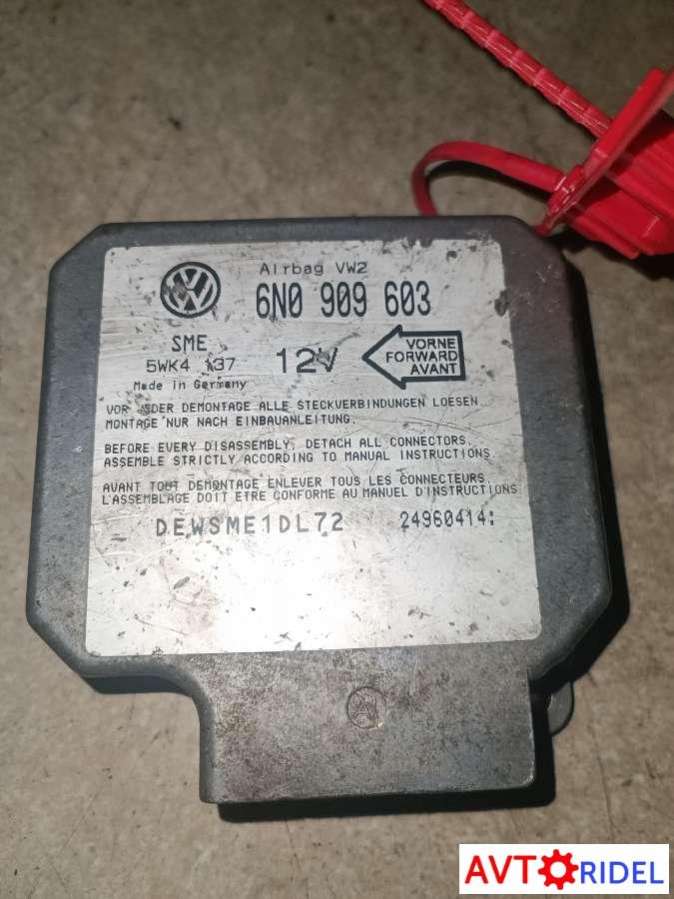 Airbag VW2
6N0 909 603
SME
5WK4 137
12V
VORNE
FORWARD
AVANT
Made in Germany
VOR JEDER DEMONTAGE ALLE STECKVERBINDUNGEN LOESEN.
MONTAGE NUR NACH EINBAUANLEITUNG.
BEFORE EVERY DISASSEMBLY, DETACH ALL CONNECTORS.
ASSEMBLE STRICTLY ACCORDING TO MANUAL INSTRUCTIONS.
AVANT TOUT DEMONTAGE ENLEVER TOUS LES CONNECTEURS.
L'ASSEMBLAGE DOIT ETRE CONFORME AU MANUEL D'INSTRUCTIONS
DEWSME1DL72 24960414:
A
AVTORIDEL